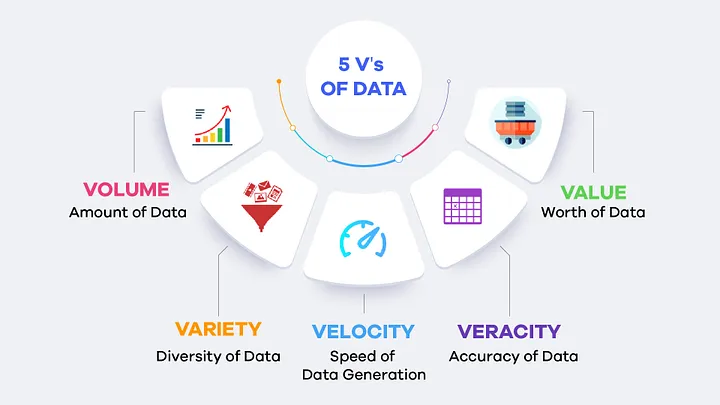 5 V's
OF DATA
VOLUME
Amount of Data
VARIETY
Diversity of Data
VELOCITY
Speed of
Data Generation
VERACITY
Accuracy of Data
VALUE
Worth of Data